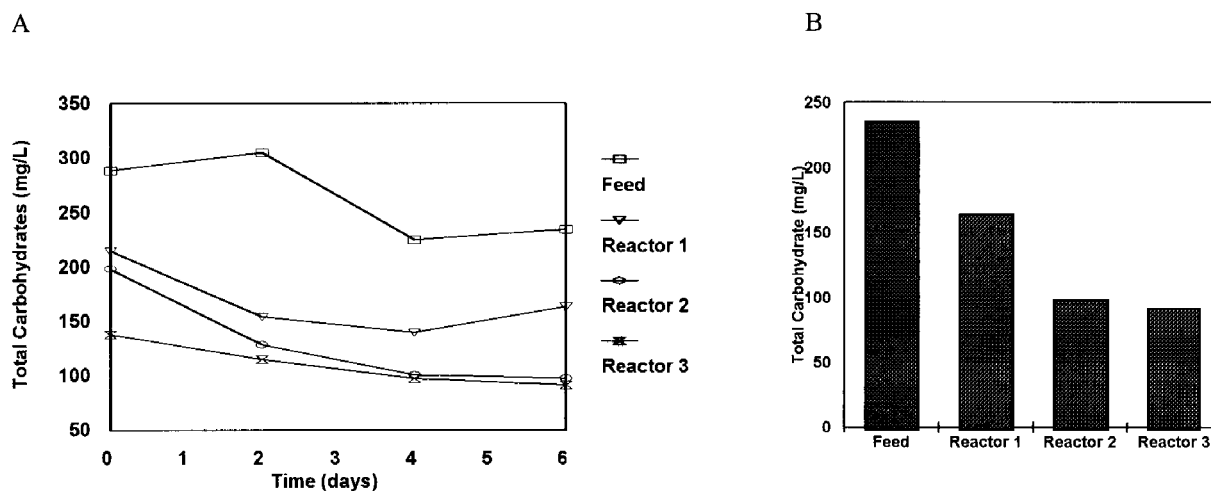 A
B
350
300
250
200
150
100
50
Total Carbohydrates (mg/L)
0 1 2 3 4 5 6
Time (days)
Feed
Reactor 1
Reactor 2
Reactor 3
250
200
150
100
50
0
Total Carbohydrate (mg/L)
Feed Reactor 1 Reactor 2 Reactor 3